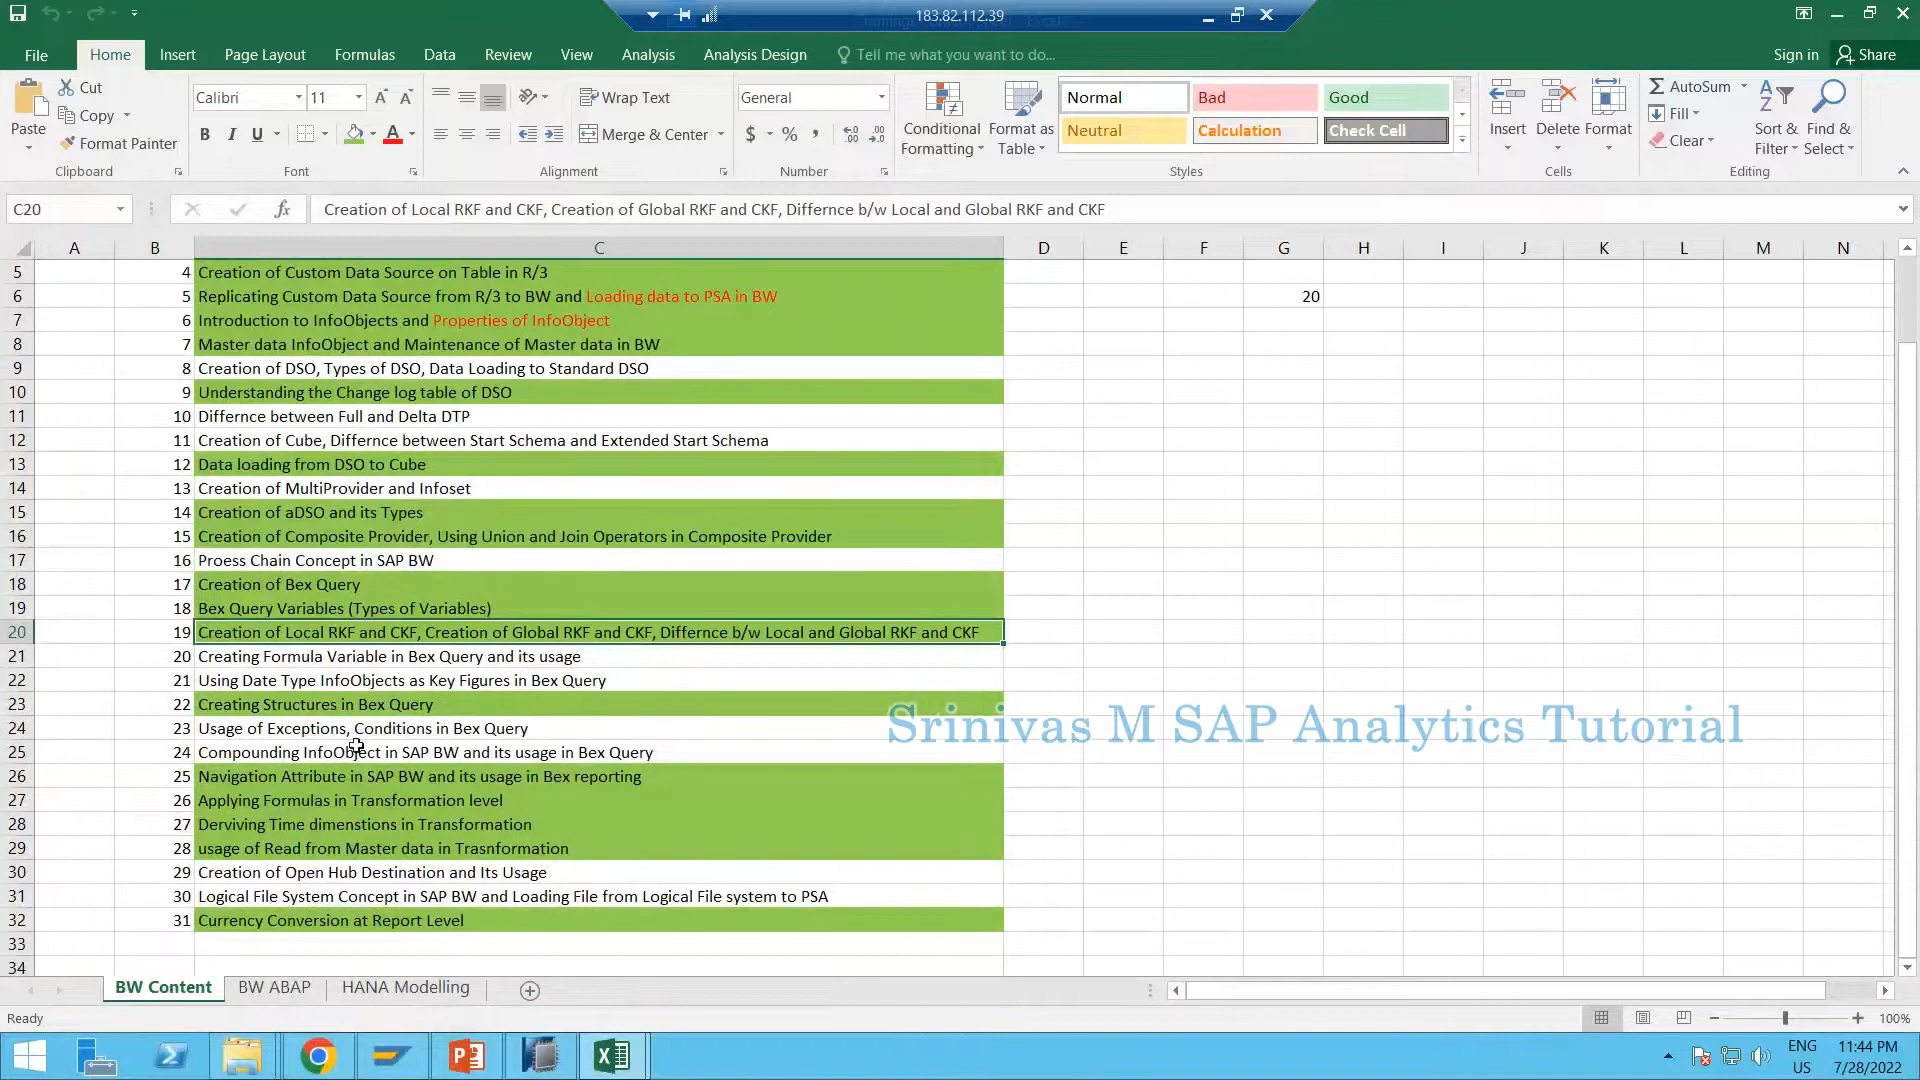 183.82.112.39
File Home Insert Page Layout Formulas Data Review View Analysis Analysis Design Tell me what you want to do... Sign in Share
Paste
Cut
Copy
Format Painter
Clipboard
Calibri 11
B I U
Font
Wrap Text
Merge & Center
Alignment
General
$ % ,
Number
Conditional Formatting
Format as Table
Normal Bad Good
Neutral Calculation Check Cell
Styles
Insert Delete Format
Cells
AutoSum
Fill
Clear
Sort & Filter
Find & Select
Editing
C20 fx Creation of Local RKF and CKF, Creation of Global RKF and CKF, Differnce b/w Local and Global RKF and CKF
A B C D E F G H I J K L M N
5 4 Creation of Custom Data Source on Table in R/3
6 5 Replicating Custom Data Source from R/3 to BW and Loading data to PSA in BW 20
7 6 Introduction to InfoObjects and Properties of InfoObject
8 7 Master data InfoObject and Maintenance of Master data in BW
9 8 Creation of DSO, Types of DSO, Data Loading to Standard DSO
10 9 Understanding the Change log table of DSO
11 10 Differnce between Full and Delta DTP
12 11 Creation of Cube, Differnce between Start Schema and Extended Start Schema
13 12 Data loading from DSO to Cube
14 13 Creation of MultiProvider and Infoset
15 14 Creation of aDSO and its Types
16 15 Creation of Composite Provider, Using Union and Join Operators in Composite Provider
17 16 Proess Chain Concept in SAP BW
18 17 Creation of Bex Query
19 18 Bex Query Variables (Types of Variables)
20 19 Creation of Local RKF and CKF, Creation of Global RKF and CKF, Differnce b/w Local and Global RKF and CKF
21 20 Creating Formula Variable in Bex Query and its usage
22 21 Using Date Type InfoObjects as Key Figures in Bex Query
23 22 Creating Structures in Bex Query
24 23 Usage of Exceptions, Conditions in Bex Query
Srinivas M SAP Analytics Tutorial
25 24 Compounding InfoObject in SAP BW and its usage in Bex Query
26 25 Navigation Attribute in SAP BW and its usage in Bex reporting
27 26 Applying Formulas in Transformation level
28 27 Derviving Time dimenstions in Transformation
29 28 usage of Read from Master data in Trasnformation
30 29 Creation of Open Hub Destination and Its Usage
31 30 Logical File System Concept in SAP BW and Loading File from Logical File system to PSA
32 31 Currency Conversion at Report Level
33
34
BW Content BW ABAP HANA Modelling
Ready 100%
ENG 11:44 PM
US 7/28/2022